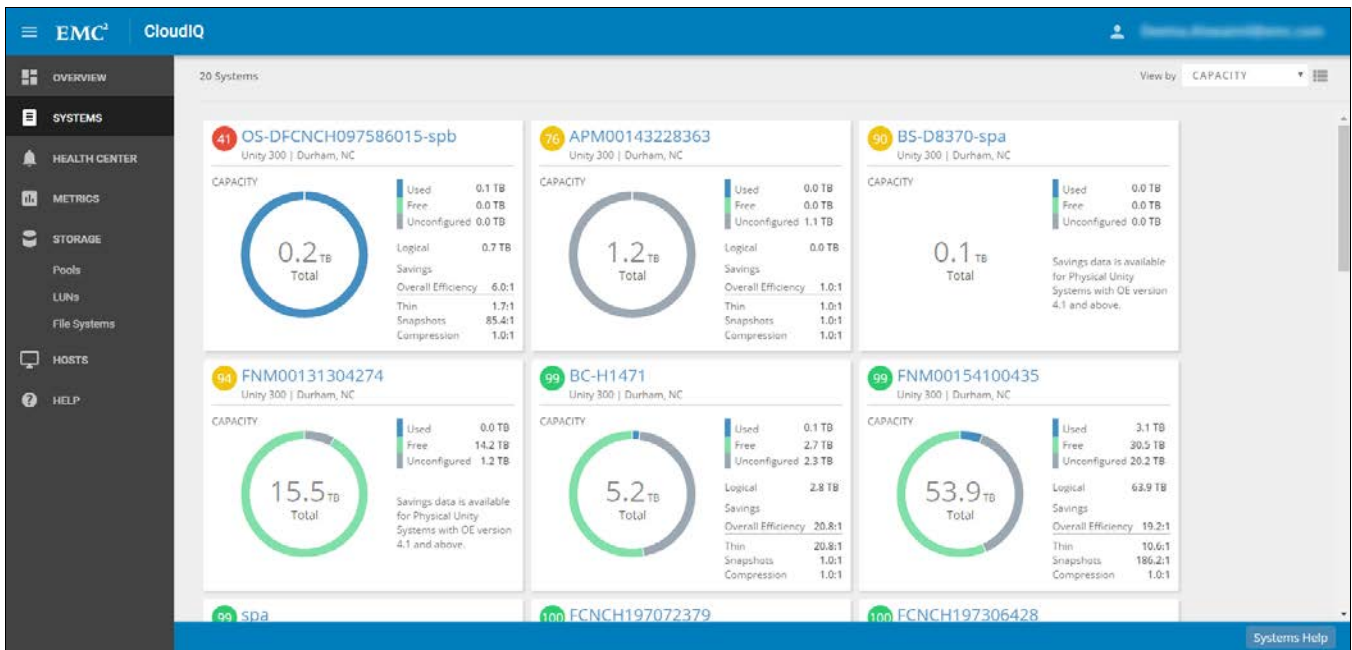 EMC² CloudIQ
OVERVIEW
SYSTEMS
HEALTH CENTER
METRICS
STORAGE
Pools
LUNs
File Systems
HOSTS
HELP
20 Systems
View by CAPACITY
41 OS-DFCNCH097586015-spb
Unity 300 | Durham, NC
CAPACITY
0.2 TB
Total
Used 0.1 TB
Free 0.0 TB
Unconfigured 0.0 TB
Logical 0.7 TB
Savings
Overall Efficiency 6.0:1
Thin 1.7:1
Snapshots 85.4:1
Compression 1.0:1
76 APM00143228363
Unity 300 | Durham, NC
CAPACITY
1.2 TB
Total
Used 0.0 TB
Free 0.0 TB
Unconfigured 1.1 TB
Logical 0.0 TB
Savings
Overall Efficiency 1.0:1
Thin 1.0:1
Snapshots 1.0:1
Compression 1.0:1
90 BS-D8370-spa
Unity 300 | Durham, NC
CAPACITY
0.1 TB
Total
Used 0.0 TB
Free 0.0 TB
Unconfigured 0.0 TB
Savings data is available
for Physical Unity
Systems with OE version
4.1 and above.
94 FNM00131304274
Unity 300 | Durham, NC
CAPACITY
15.5 TB
Total
Used 0.0 TB
Free 14.2 TB
Unconfigured 1.2 TB
Savings data is available
for Physical Unity
Systems with OE version
4.1 and above.
99 BC-H1471
Unity 300 | Durham, NC
CAPACITY
5.2 TB
Total
Used 0.1 TB
Free 2.7 TB
Unconfigured 2.3 TB
Logical 2.8 TB
Savings
Overall Efficiency 20.8:1
Thin 20.8:1
Snapshots 1.0:1
Compression 1.0:1
99 FNM00154100435
Unity 300 | Durham, NC
CAPACITY
53.9 TB
Total
Used 3.1 TB
Free 30.5 TB
Unconfigured 20.2 TB
Logical 63.9 TB
Savings
Overall Efficiency 19.2:1
Thin 10.6:1
Snapshots 186.2:1
Compression 1.0:1
99 spa
100 FCNCH197072379
100 FCNCH197306428
Systems Help